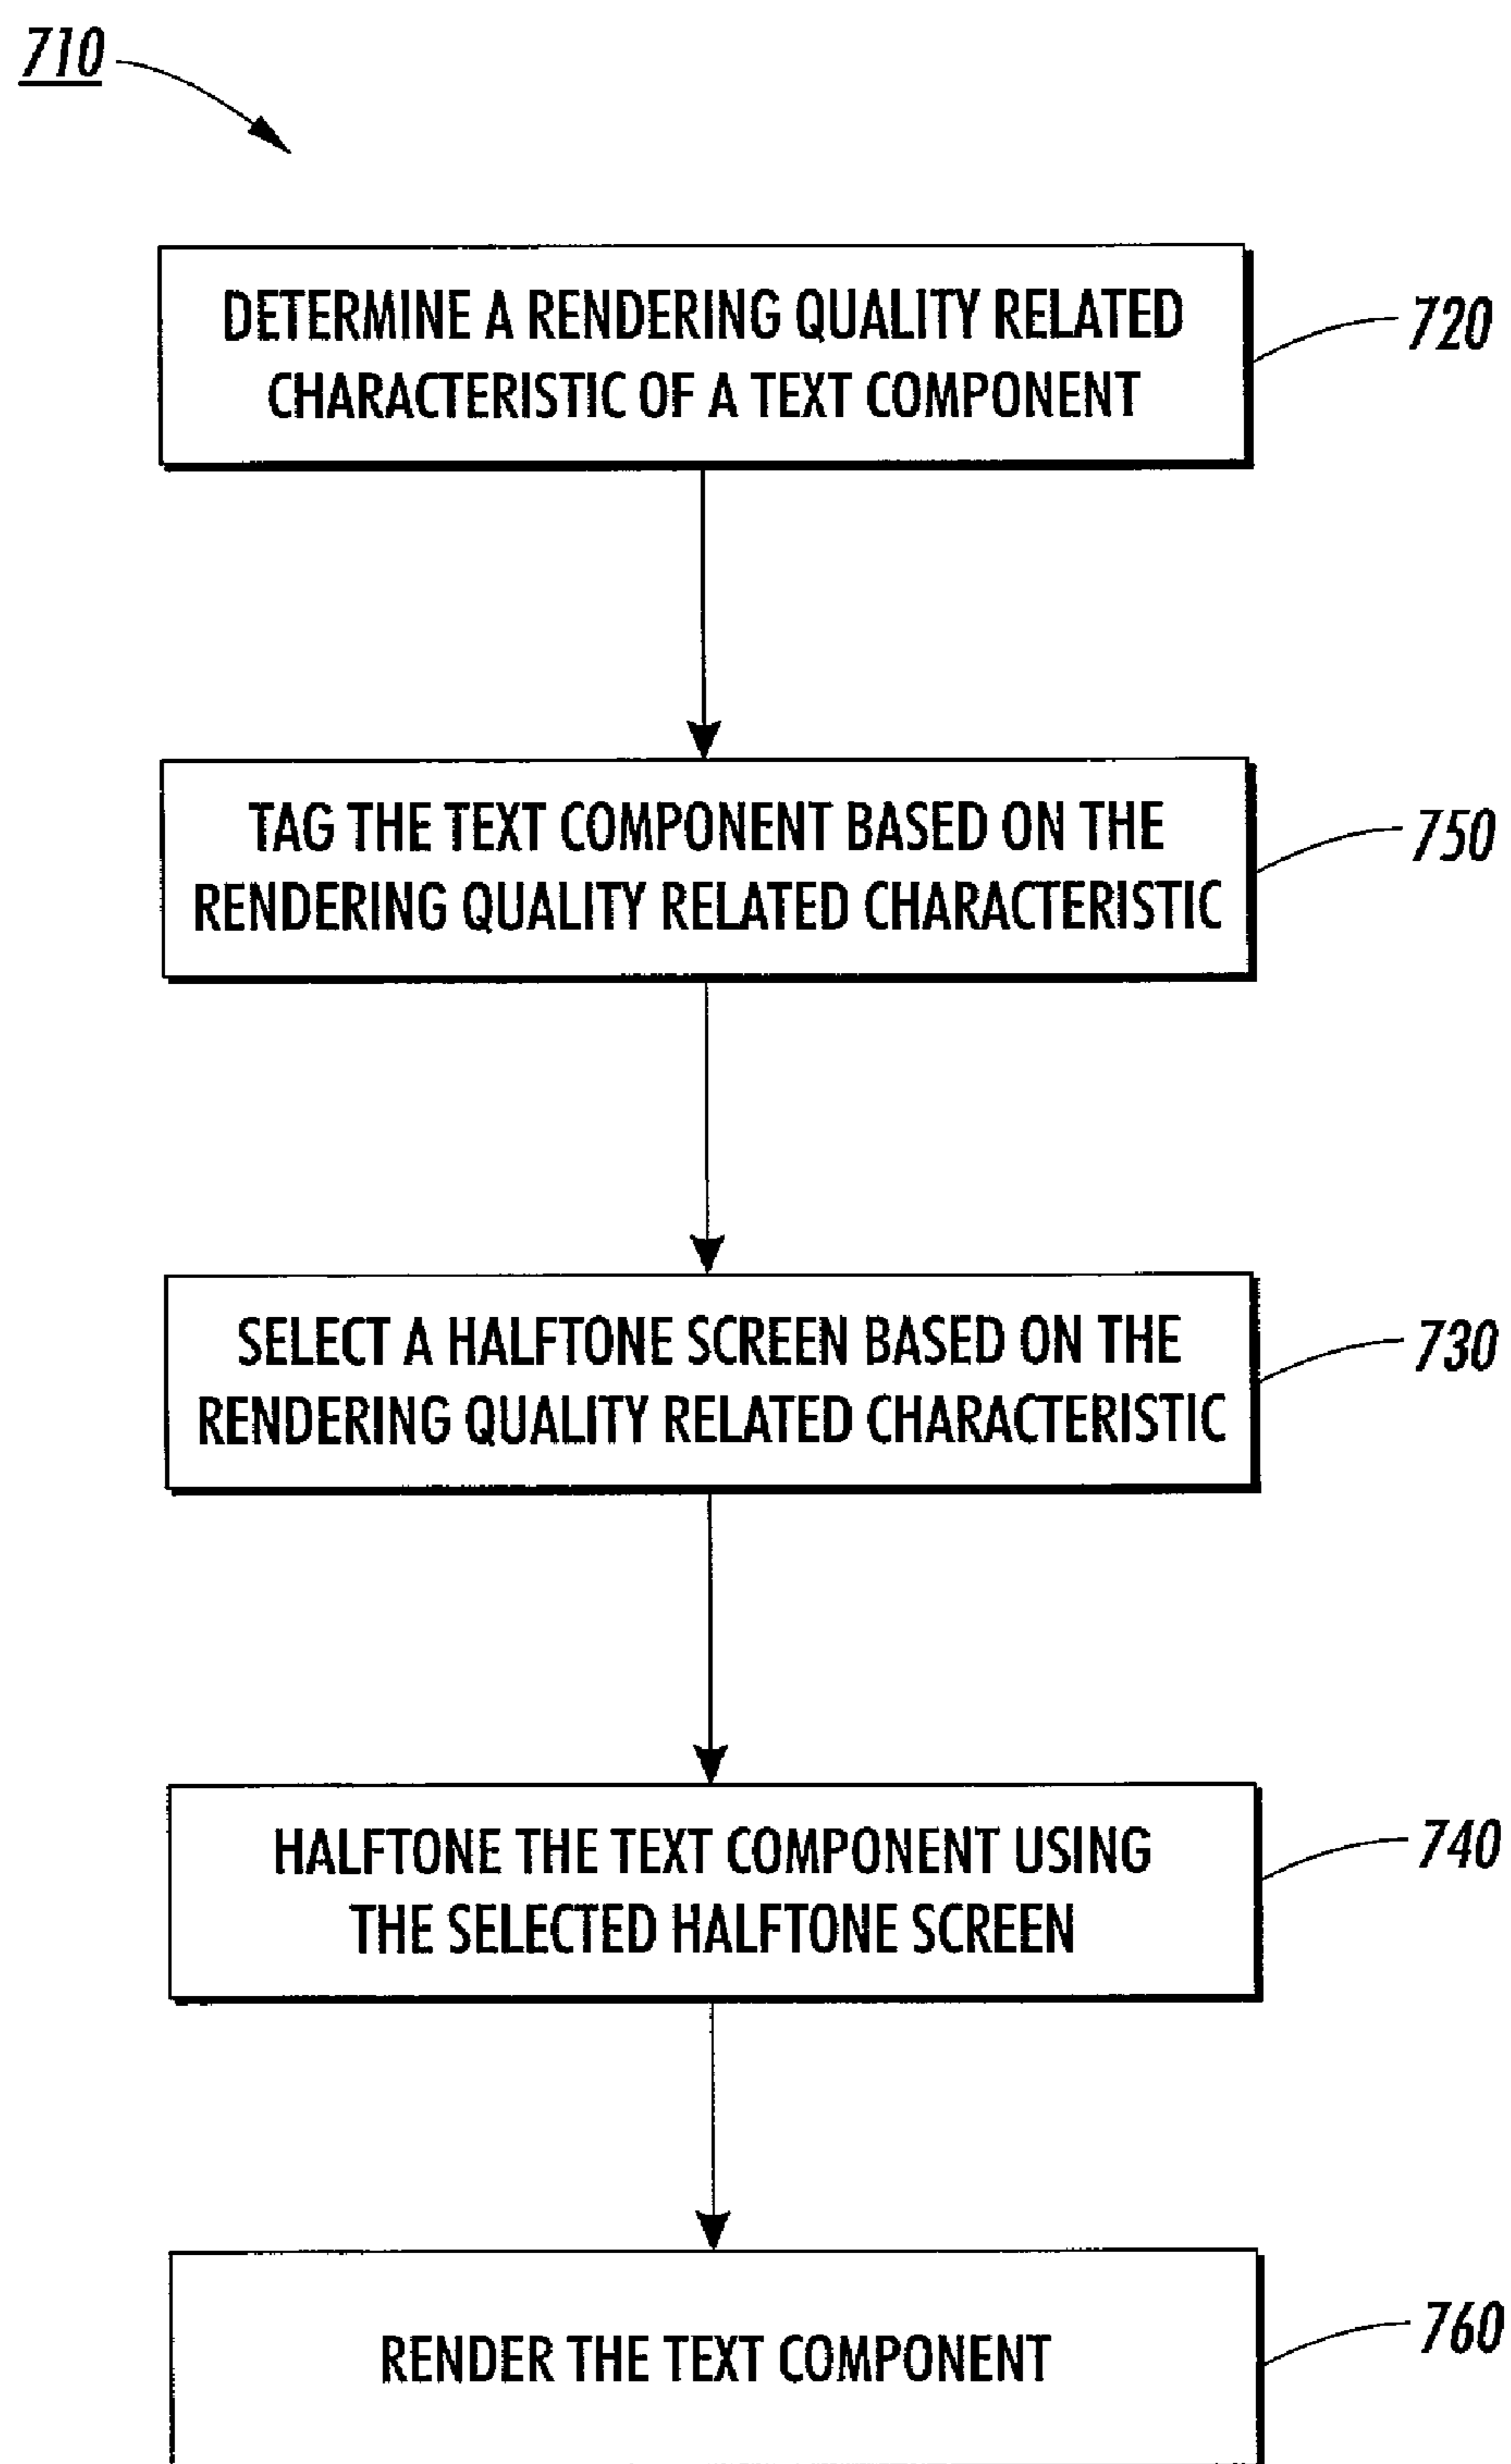 710
DETERMINE A RENDERING QUALITY RELATED
CHARACTERISTIC OF A TEXT COMPONENT
720
TAG THE TEXT COMPONENT BASED ON THE
RENDERING QUALITY RELATED CHARACTERISTIC
750
SELECT A HALFTONE SCREEN BASED ON THE
RENDERING QUALITY RELATED CHARACTERISTIC
730
HALFTONE THE TEXT COMPONENT USING
THE SELECTED HALFTONE SCREEN
740
RENDER THE TEXT COMPONENT
760